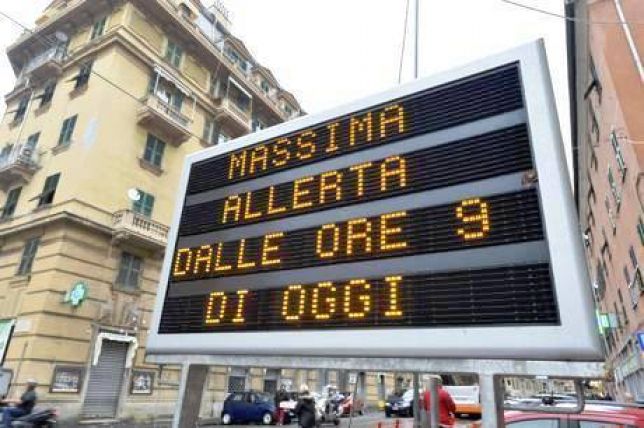 MASSIMA
ALLERTA
DALLE ORE 9
DI OGGI